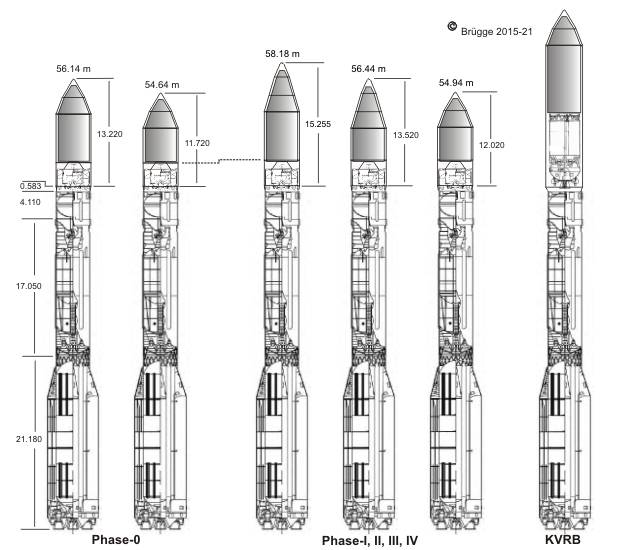 © Brügge 2015-21
58.18 m
56.14 m
56.44 m
54.64 m
54.94 m
15.255
13.220
13.520
11.720
12.020
0.583
4.110
17.050
21.180
Phase-0
Phase-I, II, III, IV
KVRB